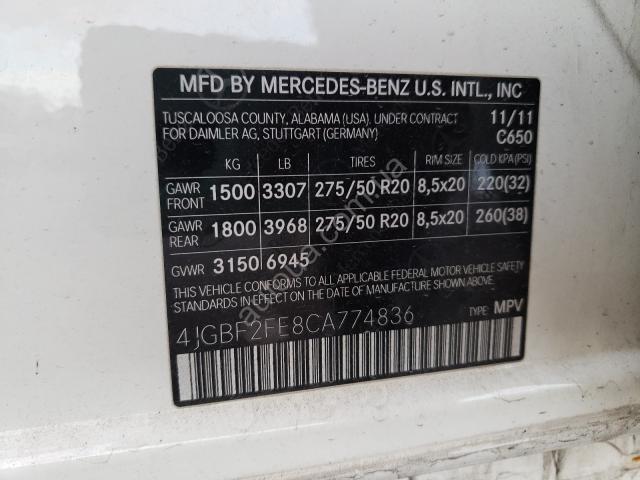 MFD BY MERCEDES-BENZ U.S. INTL., INC
TUSCALOOSA COUNTY, ALABAMA (USA). UNDER CONTRACT 11/11
FOR DAIMLER AG, STUTTGART (GERMANY) C650
KG LB TIRES RIM SIZE COLD KPA(PSI)
GAWR FRONT 1500 3307 275/50 R20 8,5x20 220(32)
GAWR REAR 1800 3968 275/50 R20 8,5x20 260(38)
GVWR 3150 6945
THIS VEHICLE CONFORMS TO ALL APPLICABLE FEDERAL MOTOR VEHICLE SAFETY
STANDARDS IN EFFECT ON THE DATE OF MANUFACTURE SHOWN ABOVE.
4JGBF2FE8CA774836 TYPE: MPV